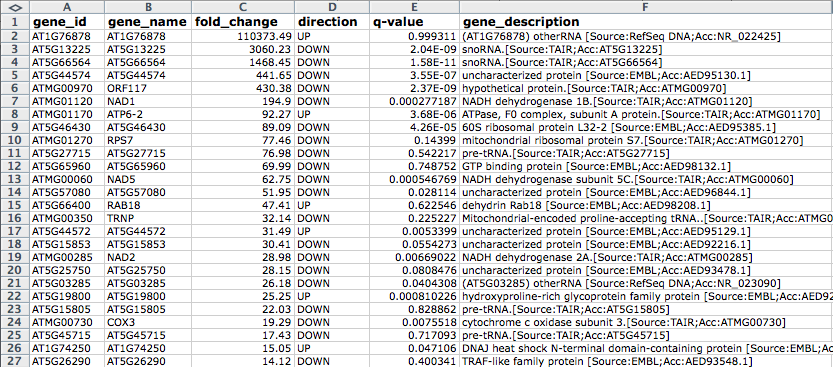 A B C D E F
1 gene_id gene_name fold_change direction q-value gene_description
2 AT1G76878 AT1G76878 110373.49 UP 0.999311 (AT1G76878) otherRNA [Source:RefSeq DNA;Acc:NR_022425]
3 AT5G13225 AT5G13225 3060.23 DOWN 2.04E-09 snoRNA.[Source:TAIR;Acc:AT5G13225]
4 AT5G66564 AT5G66564 1468.45 DOWN 1.58E-11 snoRNA.[Source:TAIR;Acc:AT5G66564]
5 AT5G44574 AT5G44574 441.65 DOWN 3.55E-07 uncharacterized protein [Source:EMBL;Acc:AED95130.1]
6 ATMG00970 ORF117 430.38 DOWN 2.37E-09 hypothetical protein.[Source:TAIR;Acc:ATMG00970]
7 ATMG01120 NAD1 194.9 DOWN 0.000277187 NADH dehydrogenase 1B.[Source:TAIR;Acc:ATMG01120]
8 ATMG01170 ATP6-2 92.27 UP 3.68E-06 ATPase, F0 complex, subunit A protein.[Source:TAIR;Acc:ATMG01170]
9 AT5G46430 AT5G46430 89.09 DOWN 4.26E-05 60S ribosomal protein L32-2 [Source:EMBL;Acc:AED95385.1]
10 ATMG01270 RPS7 77.46 DOWN 0.14399 mitochondrial ribosomal protein S7.[Source:TAIR;Acc:ATMG01270]
11 AT5G27715 AT5G27715 76.98 DOWN 0.542217 pre-tRNA.[Source:TAIR;Acc:AT5G27715]
12 AT5G65960 AT5G65960 69.99 DOWN 0.748752 GTP binding protein [Source:EMBL;Acc:AED98132.1]
13 ATMG00060 NAD5 62.75 DOWN 0.000546769 NADH dehydrogenase subunit 5C.[Source:TAIR;Acc:ATMG00060]
14 AT5G57080 AT5G57080 51.95 DOWN 0.028114 uncharacterized protein [Source:EMBL;Acc:AED96844.1]
15 AT5G66400 RAB18 47.41 UP 0.622546 dehydrin Rab18 [Source:EMBL;Acc:AED98208.1]
16 ATMG00350 TRNP 32.14 DOWN 0.225227 Mitochondrial-encoded proline-accepting tRNA..[Source:TAIR;Acc:ATMG00
17 AT5G44572 AT5G44572 31.49 UP 0.0053399 uncharacterized protein [Source:EMBL;Acc:AED95129.1]
18 AT5G15853 AT5G15853 30.41 DOWN 0.0554273 uncharacterized protein [Source:EMBL;Acc:AED92216.1]
19 ATMG00285 NAD2 28.98 DOWN 0.00669022 NADH dehydrogenase 2A.[Source:TAIR;Acc:ATMG00285]
20 AT5G25750 AT5G25750 28.15 DOWN 0.0808476 uncharacterized protein [Source:EMBL;Acc:AED93478.1]
21 AT5G03285 AT5G03285 26.18 DOWN 0.0404308 (AT5G03285) otherRNA [Source:RefSeq DNA;Acc:NR_023090]
22 AT5G19800 AT5G19800 25.25 UP 0.000810226 hydroxyproline-rich glycoprotein family protein [Source:EMBL;Acc:AED92
23 AT5G15805 AT5G15805 22.03 DOWN 0.828862 pre-tRNA.[Source:TAIR;Acc:AT5G15805]
24 ATMG00730 COX3 19.29 DOWN 0.0075518 cytochrome c oxidase subunit 3.[Source:TAIR;Acc:ATMG00730]
25 AT5G45715 AT5G45715 17.43 DOWN 0.717093 pre-tRNA.[Source:TAIR;Acc:AT5G45715]
26 AT1G74250 AT1G74250 15.05 UP 0.047106 DNAJ heat shock N-terminal domain-containing protein [Source:EMBL;Ac
27 AT5G26290 AT5G26290 14.12 DOWN 0.400341 TRAF-like family protein [Source:EMBL;Acc:AED93548.1]